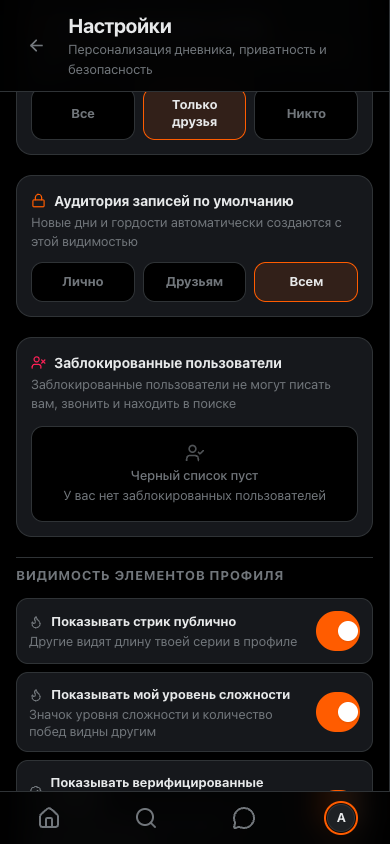 Настройки
Персонализация дневника, приватность и
безопасность
Все
Только
друзья
Никто
Аудитория записей по умолчанию
Новые дни и гордости автоматически создаются с
этой видимостью
Лично
Друзьям
Всем
Заблокированные пользователи
Заблокированные пользователи не могут писать
вам, звонить и находить в поиске
Черный список пуст
У вас нет заблокированных пользователей
ВИДИМОСТЬ ЭЛЕМЕНТОВ ПРОФИЛЯ
Показывать стрик публично
Другие видят длину твоей серии в профиле
Показывать мой уровень сложности
Значок уровня сложности и количество
побед видны другим
Показывать верифицированные
A